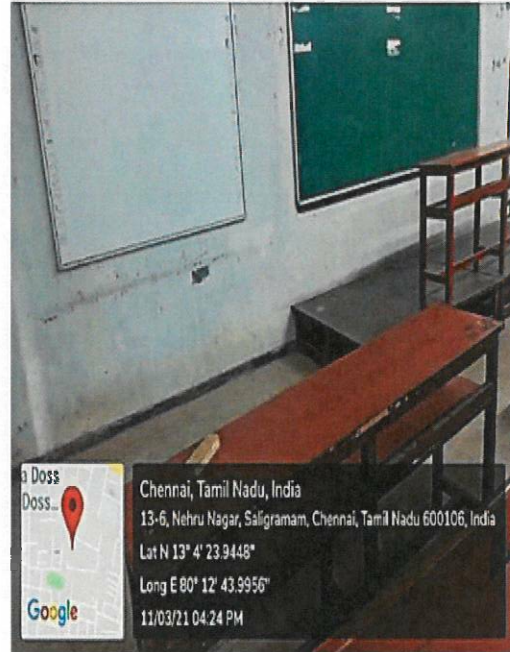 a Doss
Doss...
Google
Chennai, Tamil Nadu, India
13-6, Nehru Nagar, Saligramam, Chennai, Tamil Nadu 600106, India
Lat N 13° 4' 23.9448"
Long E 80° 12' 43.9956"
11/03/21 04:24 PM